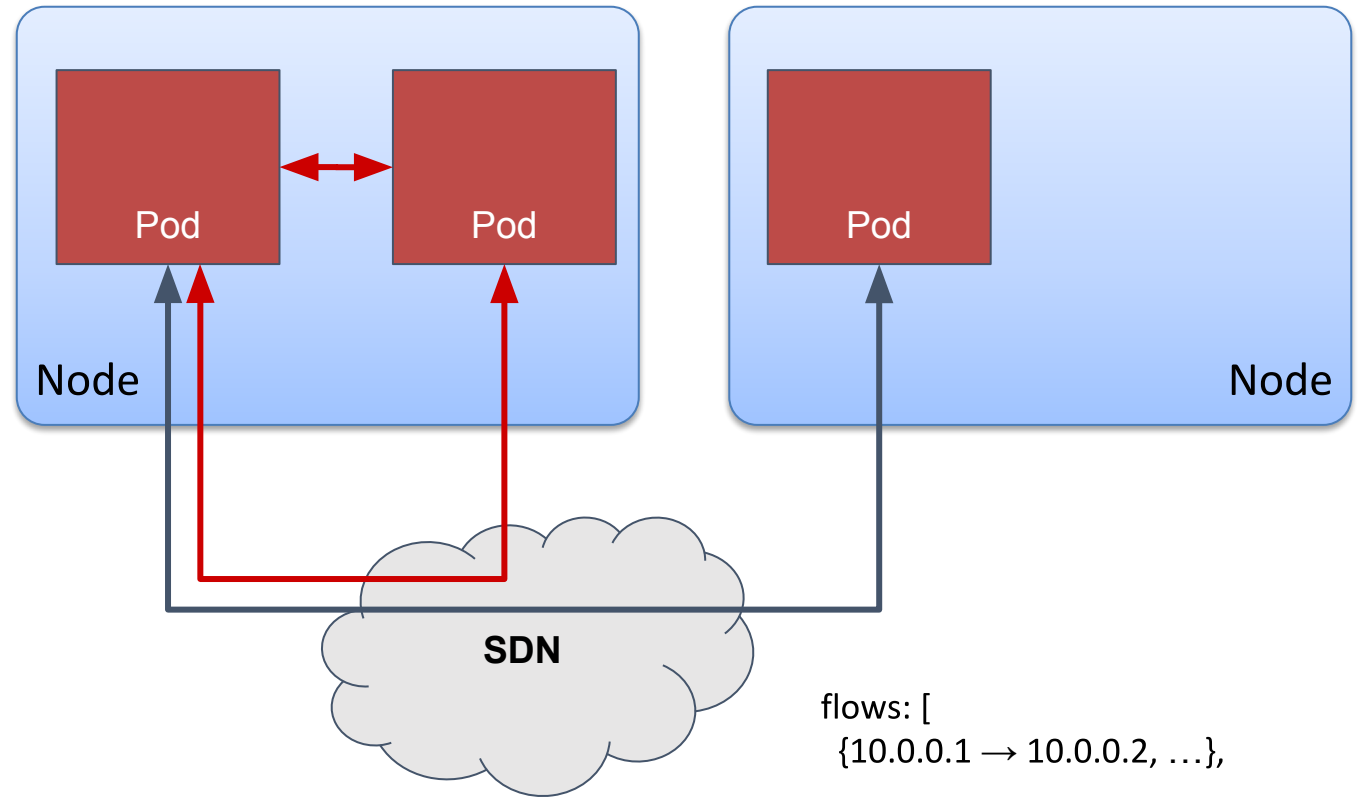 Pod
Pod
Pod
Node
Node
SDN
flows: [
{10.0.0.1 → 10.0.0.2, …},